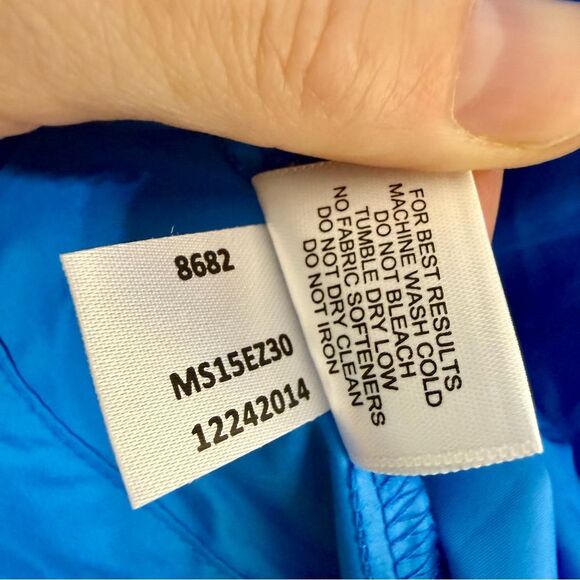 8682
MS15EZ30
12242014
FOR BEST RESULTS
MACHINE WASH COLD
DO NOT BLEACH
TUMBLE DRY LOW
NO FABRIC SOFTENERS
DO NOT DRY CLEAN
DO NOT IRON